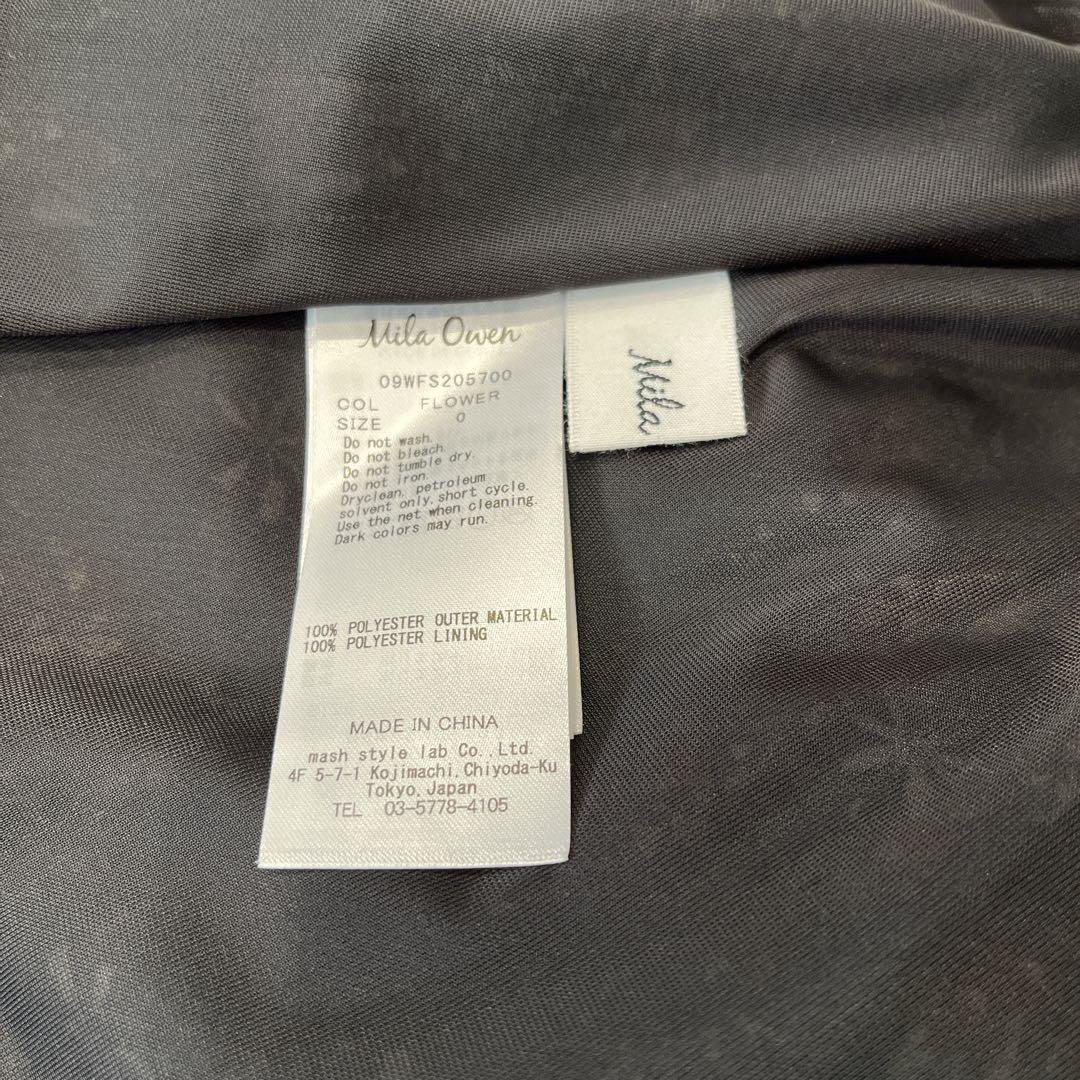 Mila Owen
09WFS205700
COL FLOWER
SIZE 0
Do not wash.
Do not bleach.
Do not tumble dry.
Do not iron.
Dryclean, petroleum
solvent only, short cycle.
Use the net when cleaning.
Dark colors may run.
100% POLYESTER OUTER MATERIAL
100% POLYESTER LINING
MADE IN CHINA
mash style lab Co., Ltd.
4F 5-7-1 Kojimachi, Chiyoda-Ku
Tokyo, Japan
TEL 03-5778-4105
Mila